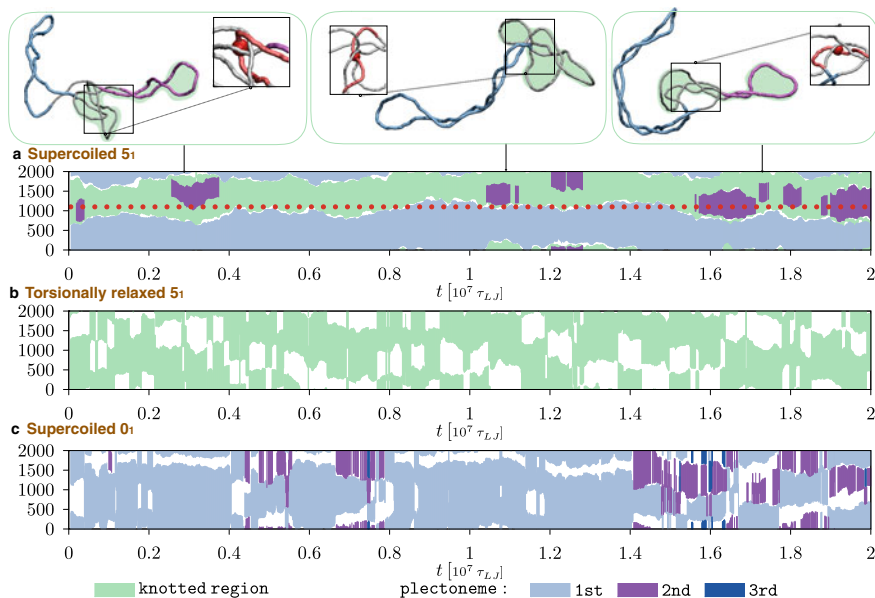 a Supercoiled 5₁
2000
1500
1000
500
0
0 0.2 0.4 0.6 0.8 1 1.2 1.4 1.6 1.8 2
t [10⁷ τLJ]
b Torsionally relaxed 5₁
2000
1500
1000
500
0
0 0.2 0.4 0.6 0.8 1 1.2 1.4 1.6 1.8 2
t [10⁷ τLJ]
c Supercoiled 0₁
2000
1500
1000
500
0
0 0.2 0.4 0.6 0.8 1 1.2 1.4 1.6 1.8 2
t [10⁷ τLJ]
knotted region plectoneme : 1st 2nd 3rd